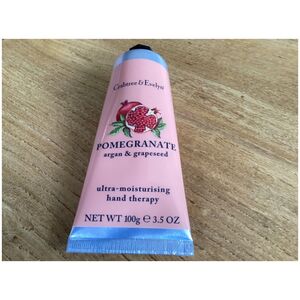 Crabtree & Evelyn
POMEGRANATE
argan & grapeseed
ultra-moisturising
hand therapy
NET WT 100g ℮ 3.5 OZ